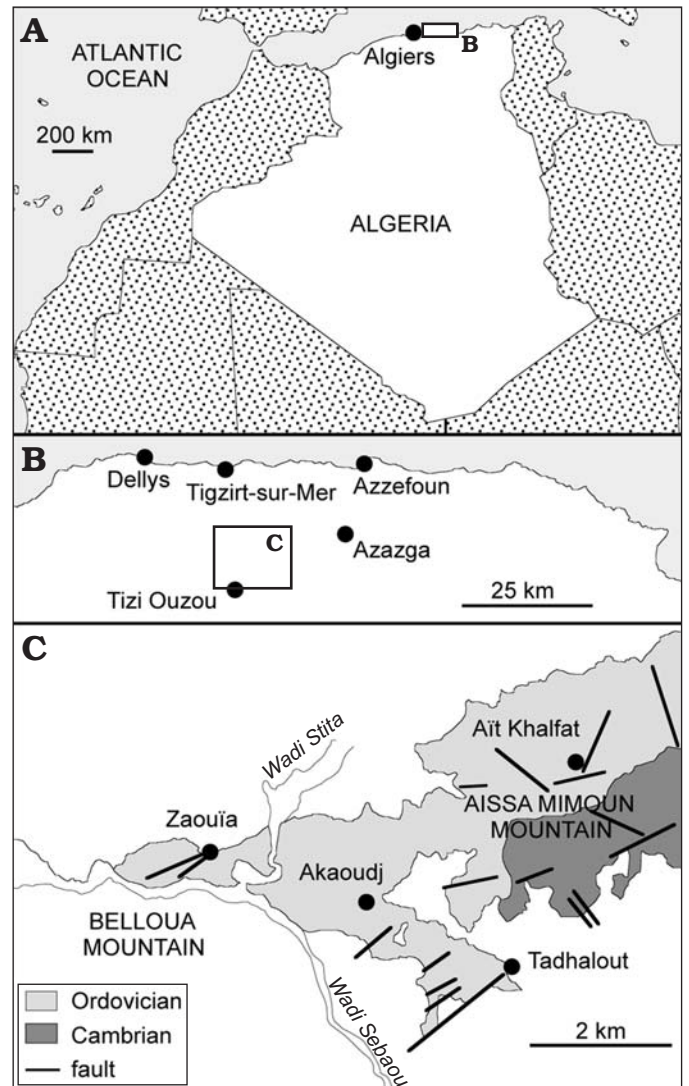 A
ATLANTIC
OCEAN
Algiers
B
200 km
ALGERIA
B
Dellys
Tigzirt-sur-Mer
Azzefoun
C
Azazga
Tizi Ouzou
25 km
C
Wadi Stita
Aït Khalfat
Zaouïa
AISSA MIMOUN
MOUNTAIN
Akaoudj
BELLOUA
MOUNTAIN
Tadhalout
Wadi Sebaou
Ordovician
Cambrian
fault
2 km